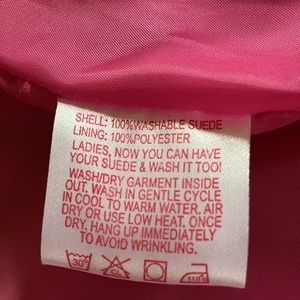 SHELL: 100%WASHABLE SUEDE
LINING: 100%POLYESTER
LADIES, NOW YOU CAN HAVE
YOUR SUEDE & WASH IT TOO!
WASH/DRY GARMENT INSIDE
OUT. WASH IN GENTLE CYCLE
IN COOL TO WARM WATER. AIR
DRY OR USE LOW HEAT. ONCE
DRY, HANG UP IMMEDIATELY
TO AVOID WRINKLING.
30° CL